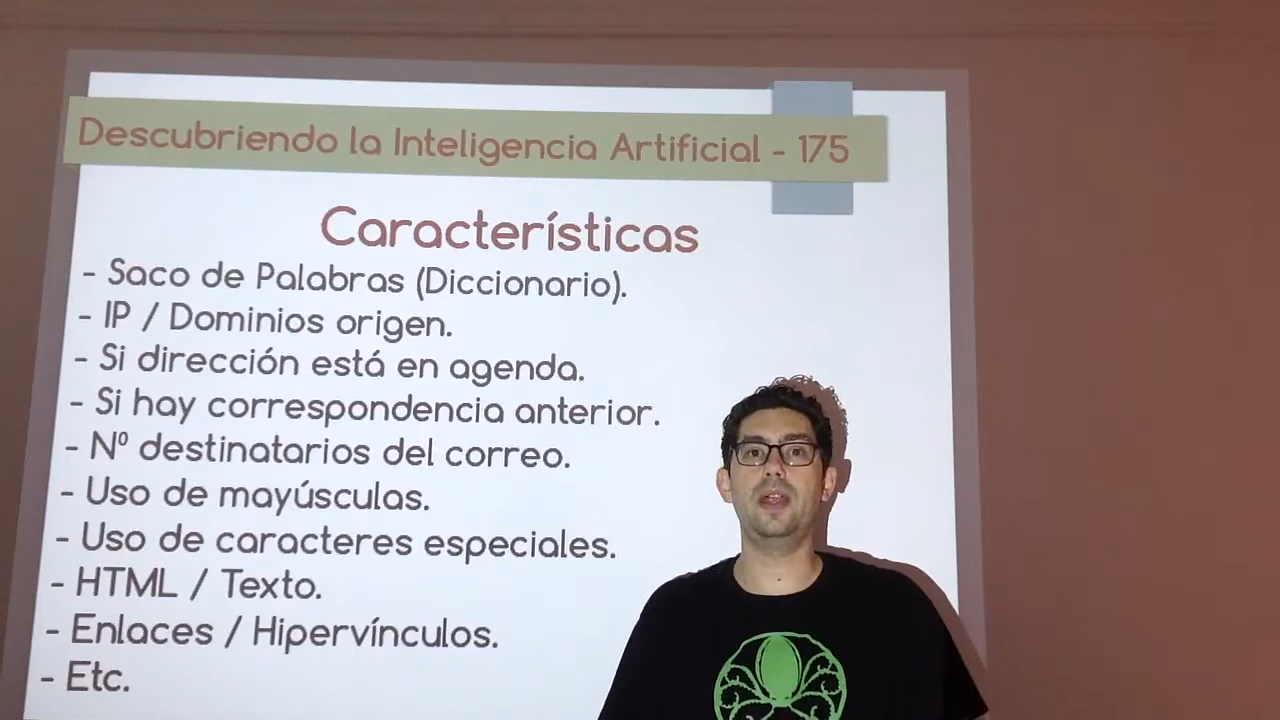 Descubriendo la Inteligencia Artificial - 175
Características
- Saco de Palabras (Diccionario).
- IP / Dominios origen.
- Si dirección está en agenda.
- Si hay correspondencia anterior.
- Nº destinatarios del correo.
- Uso de mayúsculas.
- Uso de caracteres especiales.
- HTML / Texto.
- Enlaces / Hipervínculos.
- Etc.